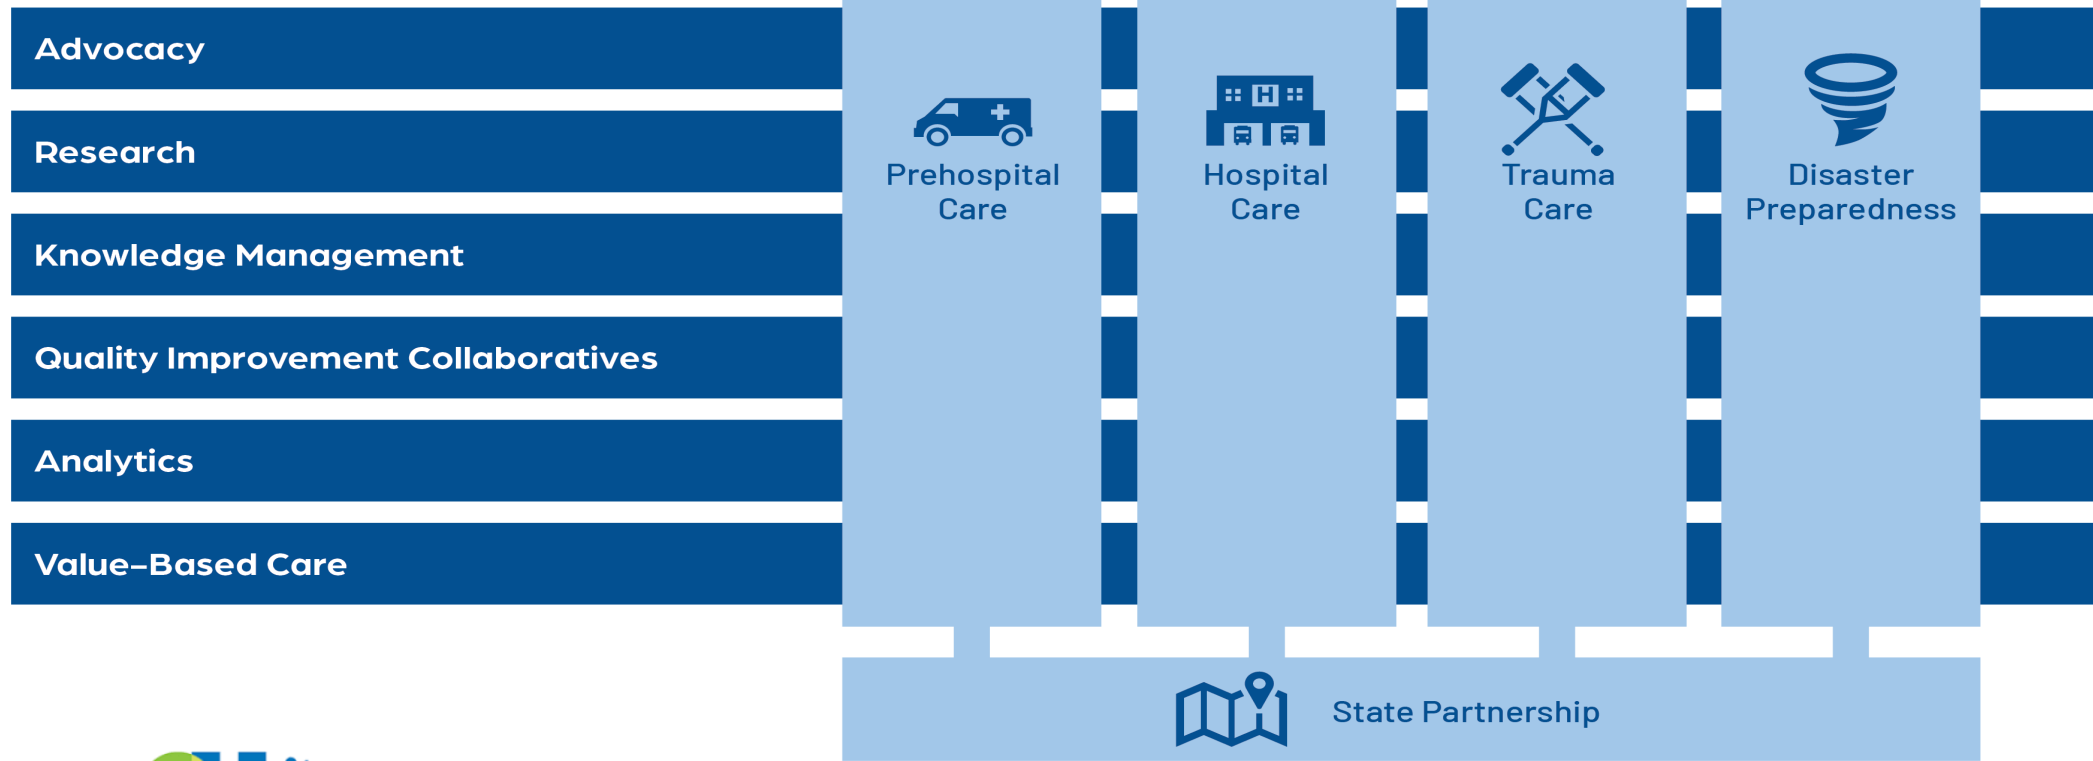 Advocacy
Research
Knowledge Management
Quality Improvement Collaboratives
Analytics
Value-Based Care
H
Prehospital
Care
Hospital
Care
Trauma
Care
Disaster
Preparedness
State Partnership